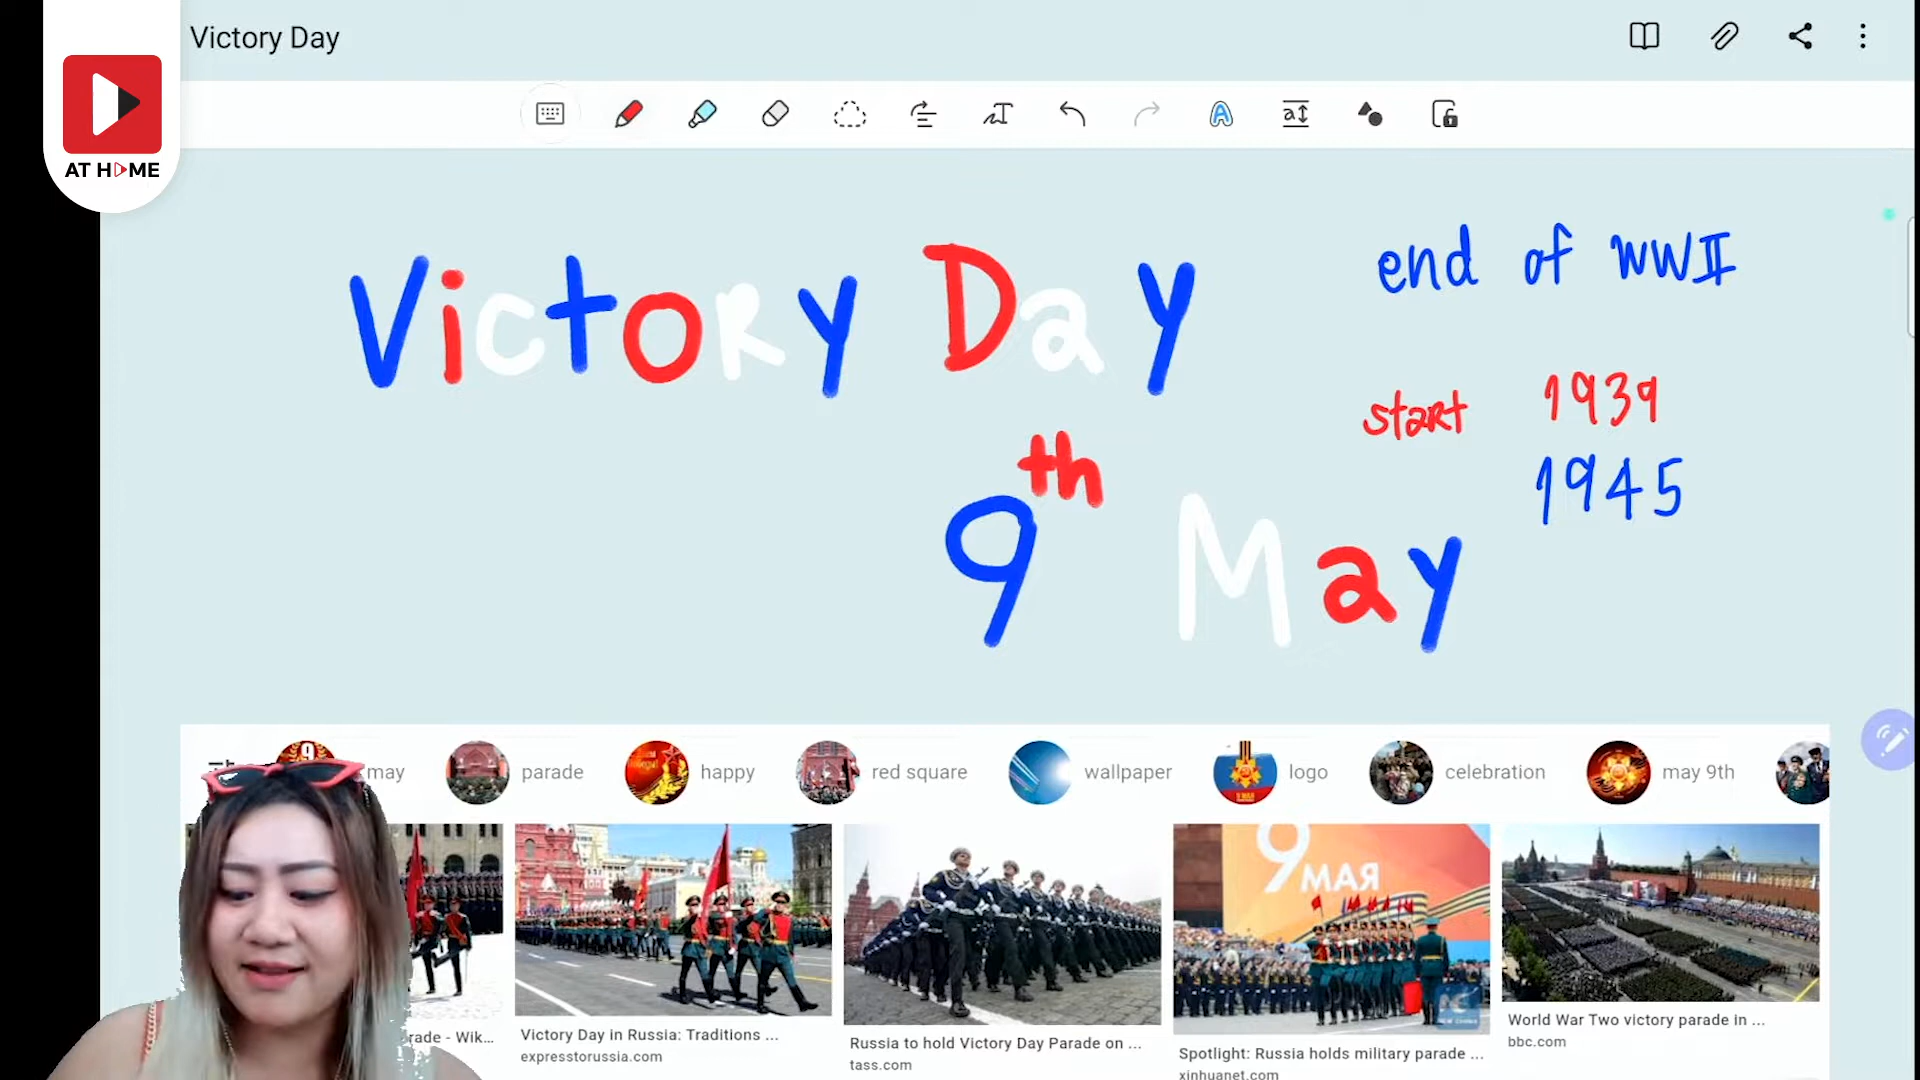 Victory Day
AT HOME
Victory Day
end of WWII
start 1939
1945
9th May
may
parade
happy
red square
wallpaper
logo
celebration
may 9th
9
МАЯ
rade - Wik...
Victory Day in Russia: Traditions ...
expresstorussia.com
Russia to hold Victory Day Parade on ...
tass.com
Spotlight: Russia holds military parade ...
xinhuanet.com
World War Two victory parade in ...
bbc.com